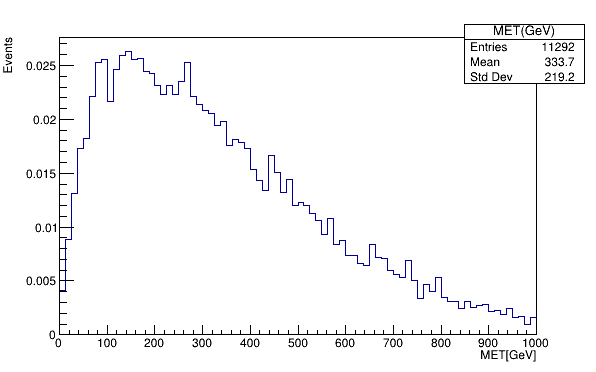 MET(GeV)
Entries 11292
Mean 333.7
Std Dev 219.2
Events
0.025
0.02
0.015
0.01
0.005
0
0 100 200 300 400 500 600 700 800 900 1000
MET[GeV]